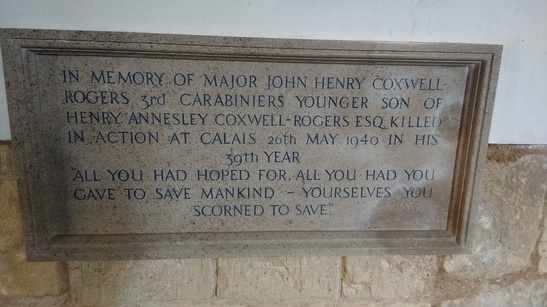 IN MEMORY OF MAJOR JOHN HENRY COXWELL-
ROGERS 3rd CARABINIERS YOUNGER SON OF
HENRY ANNESLEY COXWELL-ROGERS ESQ. KILLED
IN ACTION AT CALAIS 26th MAY 1940 IN HIS
39th YEAR
"ALL YOU HAD HOPED FOR, ALL YOU HAD YOU
GAVE TO SAVE MANKIND - YOURSELVES YOU
SCORNED TO SAVE."